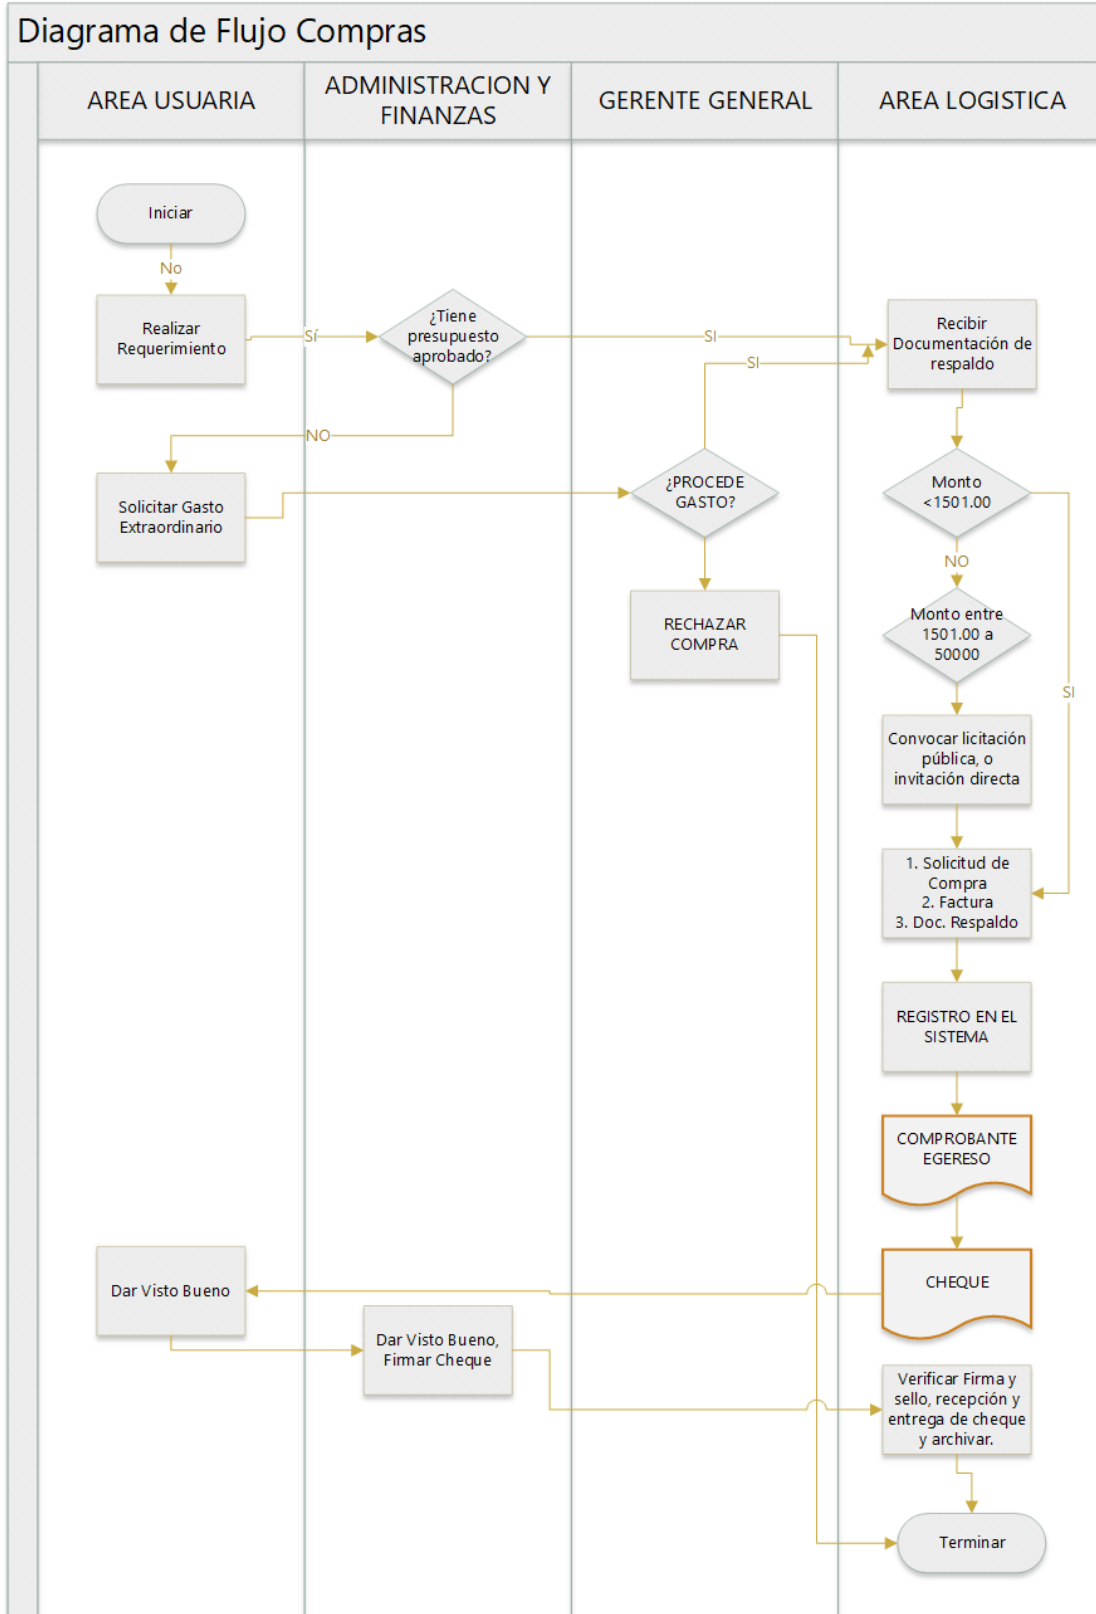 Diagrama de Flujo Compras
AREA USUARIA
ADMINISTRACION Y
FINANZAS
GERENTE GENERAL
AREA LOGISTICA
Iniciar
No
Realizar
Requerimiento
Sí
¿Tiene
presupuesto
aprobado?
SI
SI
Recibir
Documentación de
respaldo
NO
Solicitar Gasto
Extraordinario
¿PROCEDE
GASTO?
Monto
<1501.00
NO
RECHAZAR
COMPRA
Monto entre
1501.00 a
50000
SI
Convocar licitación
pública, o
invitación directa
1. Solicitud de
Compra
2. Factura
3. Doc. Respaldo
REGISTRO EN EL
SISTEMA
COMPROBANTE
EGERESO
CHEQUE
Dar Visto Bueno
Dar Visto Bueno,
Firmar Cheque
Verificar Firma y
sello, recepción y
entrega de cheque
y archivar.
Terminar